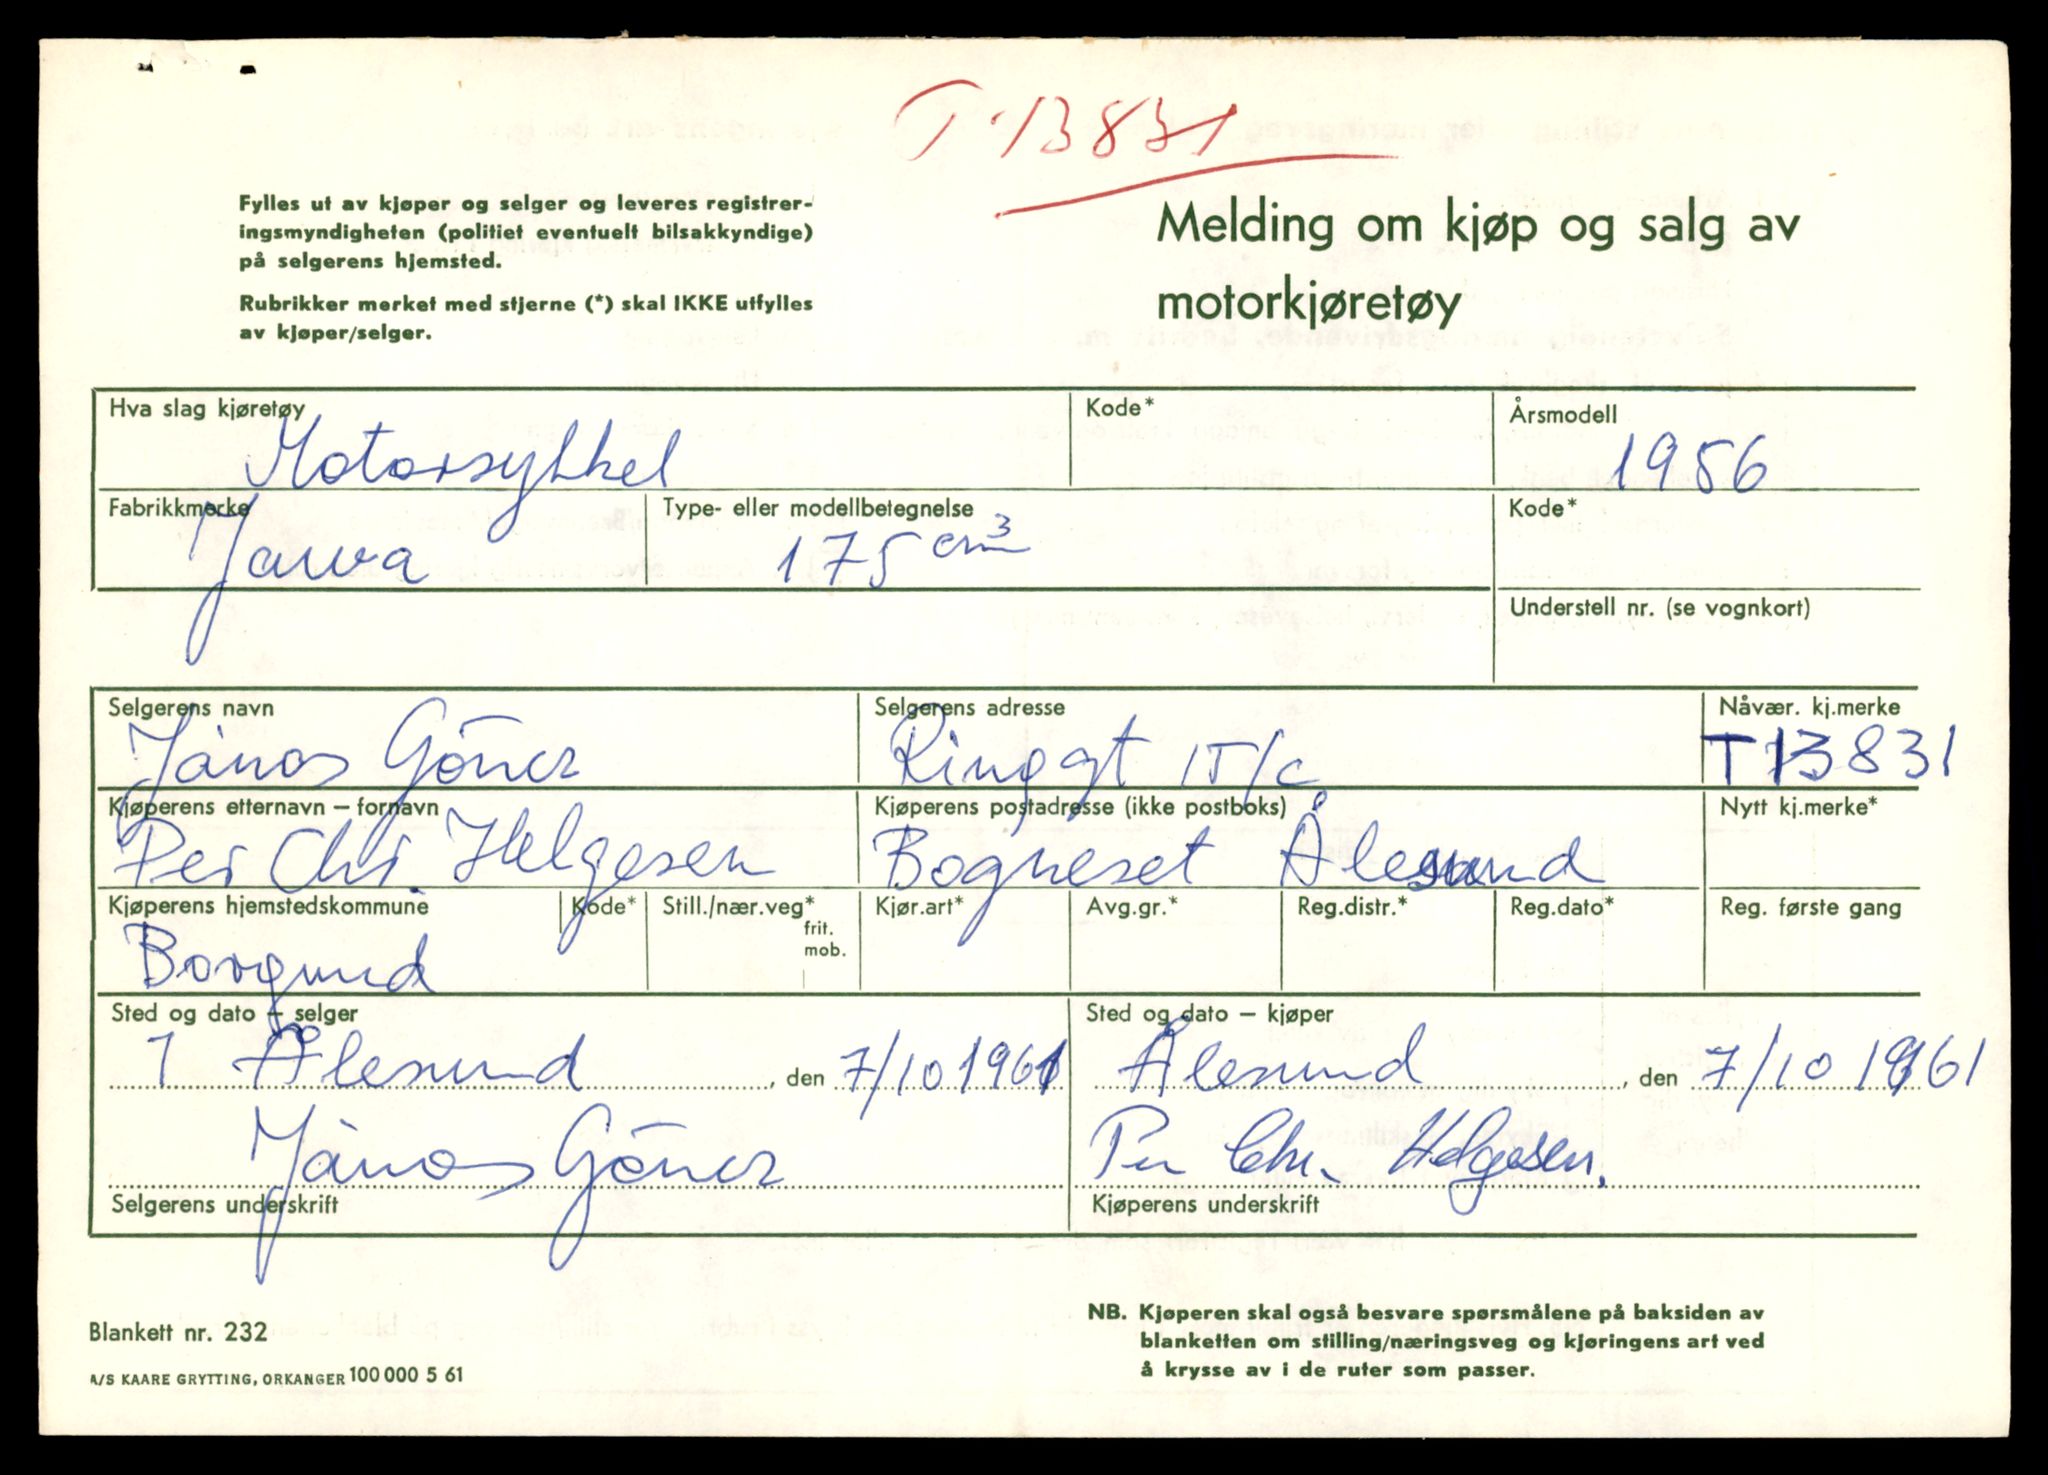 T 13831
Fylles ut av kjøper og selger og leveres registrer-
ingsmyndigheten (politiet eventuelt bilsakkyndige)
på selgerens hjemsted.
Rubrikker merket med stjerne (*) skal IKKE utfylles
av kjøper/selger.
Melding om kjøp og salg av
motorkjøretøy
Hva slag kjøretøy
Kode*
Årsmodell
Motorsykkel
1956
Fabrikkmerke
Type- eller modellbetegnelse
Kode*
Jawa
175 cm³
Understell nr. (se vognkort)
Selgerens navn
Selgerens adresse
Nåvær. kj.merke
János Göncz
Ringgt 15/c
T 13831
Kjøperens etternavn – fornavn
Kjøperens postadresse (ikke postboks)
Nytt kj.merke*
Per Chr. Helgesen
Bogneset Ålesund
Kjøperens hjemstedskommune
Kode*
Still./nær.veg*
frit.
mob.
Kjør.art*
Avg.gr.*
Reg.distr.*
Reg.dato*
Reg. første gang
Borgund
Sted og dato – selger
Sted og dato – kjøper
Ålesund, den 7/10 1961
Ålesund, den 7/10 1961
János Göncz
Per Chr. Helgesen.
Selgerens underskrift
Kjøperens underskrift
Blankett nr. 232
A/S KAARE GRYTTING, ORKANGER 100 000 5 61
NB. Kjøperen skal også besvare spørsmålene på baksiden av
blanketten om stilling/næringsveg og kjøringens art ved
å krysse av i de ruter som passer.